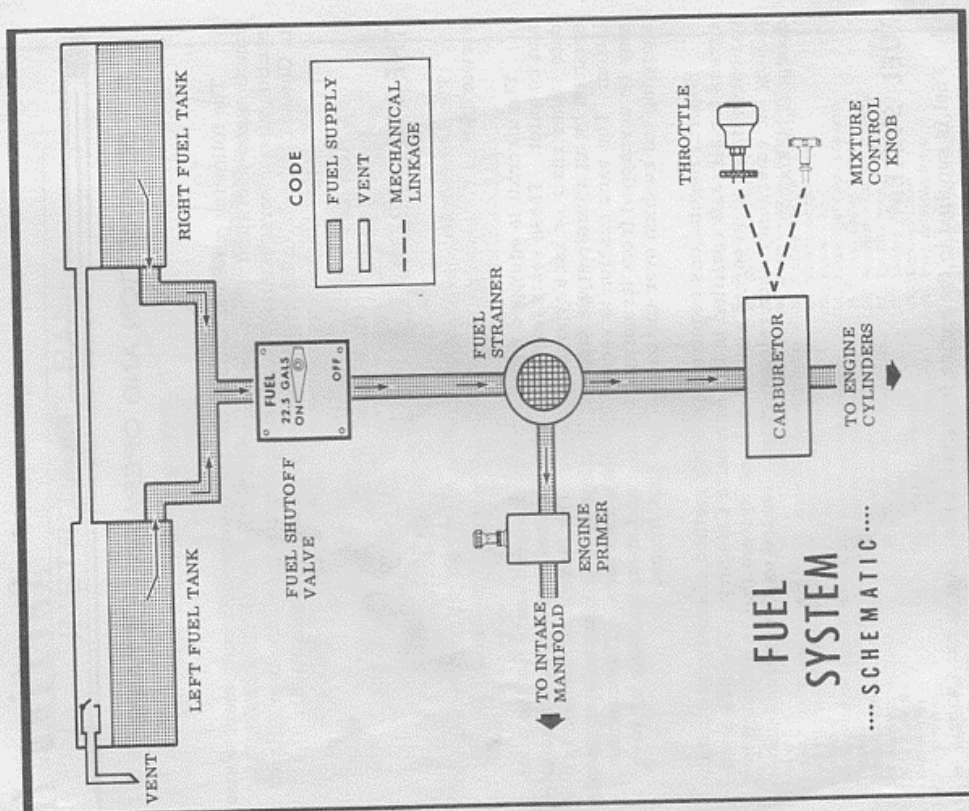 RIGHT FUEL TANK
LEFT FUEL TANK
VENT
CODE
FUEL SUPPLY
VENT
MECHANICAL
LINKAGE
FUEL
22.5 GALS
ON
OFF
FUEL SHUTOFF
VALVE
FUEL
STRAINER
ENGINE
PRIMER
TO INTAKE
MANIFOLD
THROTTLE
MIXTURE
CONTROL
KNOB
CARBURETOR
TO ENGINE
CYLINDERS
FUEL
SYSTEM
.... SCHEMATIC ....